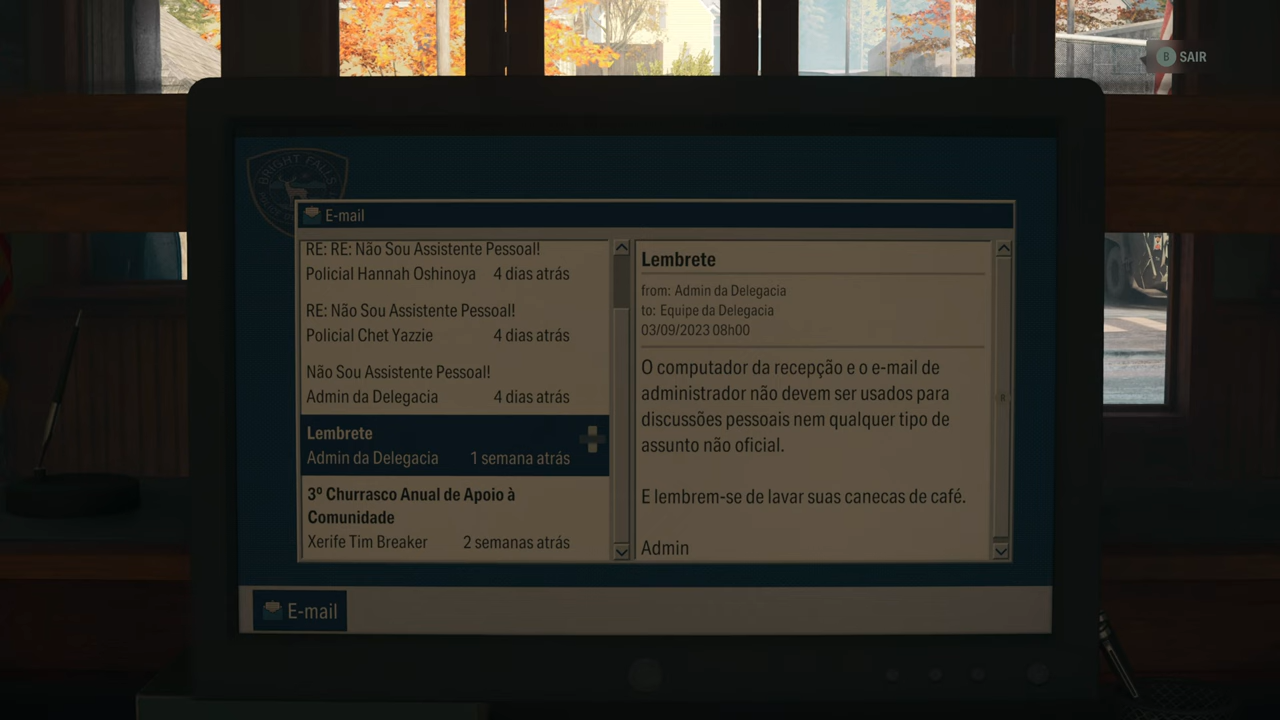 B SAIR
BRIGHT FALLS
E-mail
RE: RE: Não Sou Assistente Pessoal!
Policial Hannah Oshinoya 4 dias atrás
RE: Não Sou Assistente Pessoal!
Policial Chet Yazzie 4 dias atrás
Não Sou Assistente Pessoal!
Admin da Delegacia 4 dias atrás
Lembrete
Admin da Delegacia 1 semana atrás
3º Churrasco Anual de Apoio à
Comunidade
Xerife Tim Breaker 2 semanas atrás
Lembrete
from: Admin da Delegacia
to: Equipe da Delegacia
03/09/2023 08h00
O computador da recepção e o e-mail de
administrador não devem ser usados para
discussões pessoais nem qualquer tipo de
assunto não oficial.
E lembrem-se de lavar suas canecas de café.
Admin
E-mail